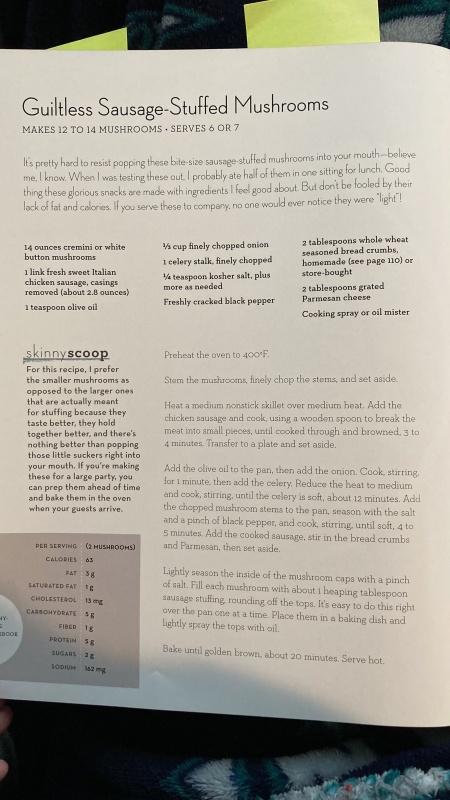 Guiltless Sausage-Stuffed Mushrooms
MAKES 12 TO 14 MUSHROOMS • SERVES 6 OR 7
It's pretty hard to resist popping these bite-size sausage-stuffed mushrooms into your mouth—believe
me, I know. When I was testing these out, I probably ate half of them in one sitting for lunch. Good
thing these glorious snacks are made with ingredients I feel good about. But don't be fooled by their
lack of fat and calories. If you serve these to company, no one would ever notice they were "light"!
14 ounces cremini or white
button mushrooms
1 link fresh sweet Italian
chicken sausage, casings
removed (about 2.8 ounces)
1 teaspoon olive oil
⅓ cup finely chopped onion
1 celery stalk, finely chopped
¼ teaspoon kosher salt, plus
more as needed
Freshly cracked black pepper
2 tablespoons whole wheat
seasoned bread crumbs,
homemade (see page 110) or
store-bought
2 tablespoons grated
Parmesan cheese
Cooking spray or oil mister
skinnyscoop
For this recipe, I prefer
the smaller mushrooms as
opposed to the larger ones
that are actually meant
for stuffing because they
taste better, they hold
together better, and there's
nothing better than popping
those little suckers right into
your mouth. If you're making
these for a large party, you
can prep them ahead of time
and bake them in the oven
when your guests arrive.
PER SERVING (2 MUSHROOMS)
CALORIES 63
FAT 3 g
SATURATED FAT 1 g
CHOLESTEROL 13 mg
CARBOHYDRATE 5 g
FIBER 1 g
PROTEIN 5 g
SUGARS 2 g
SODIUM 162 mg
Preheat the oven to 400°F.
Stem the mushrooms, finely chop the stems, and set aside.
Heat a medium nonstick skillet over medium heat. Add the
chicken sausage and cook, using a wooden spoon to break the
meat into small pieces, until cooked through and browned, 3 to
4 minutes. Transfer to a plate and set aside.
Add the olive oil to the pan, then add the onion. Cook, stirring,
for 1 minute, then add the celery. Reduce the heat to medium
and cook, stirring, until the celery is soft, about 12 minutes. Add
the chopped mushroom stems to the pan, season with the salt
and a pinch of black pepper, and cook, stirring, until soft, 4 to
5 minutes. Add the cooked sausage, stir in the bread crumbs
and Parmesan, then set aside.
Lightly season the inside of the mushroom caps with a pinch
of salt. Fill each mushroom with about 1 heaping tablespoon
sausage stuffing, rounding off the tops. It's easy to do this right
over the pan one at a time. Place them in a baking dish and
lightly spray the tops with oil.
Bake until golden brown, about 20 minutes. Serve hot.